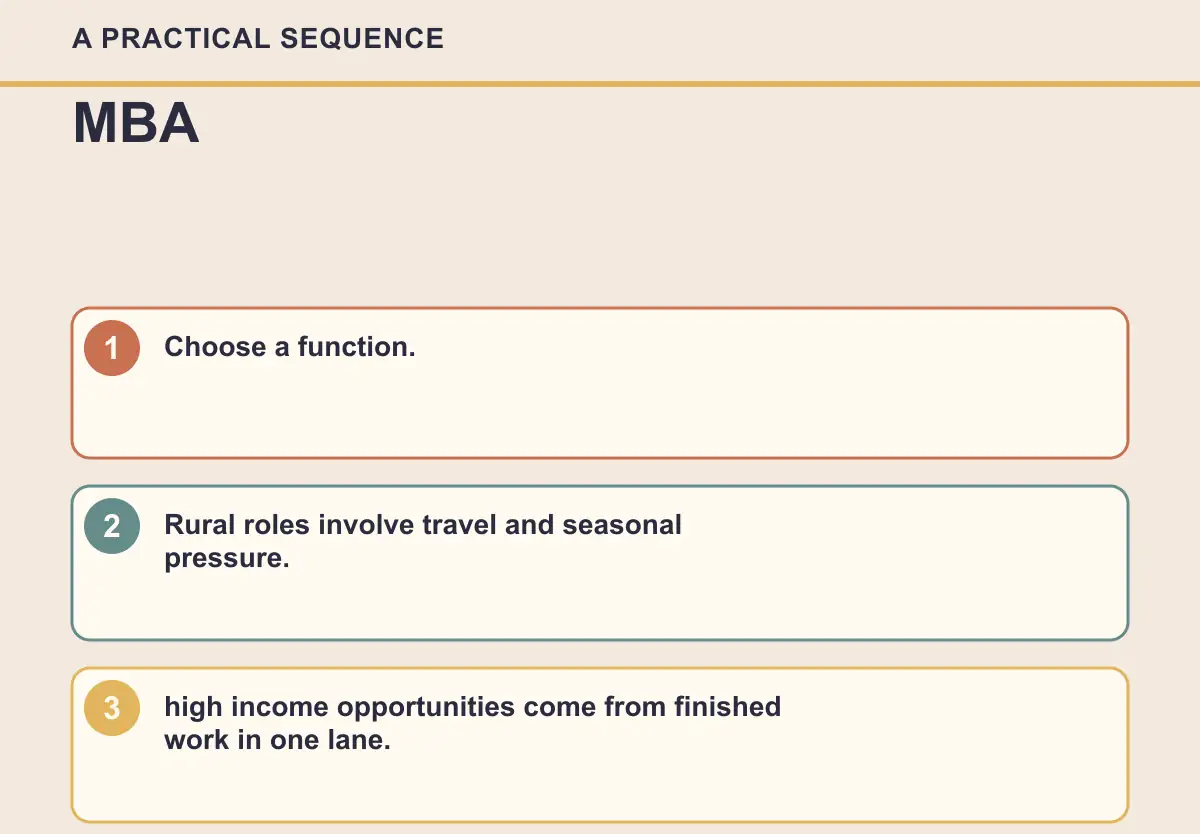 A PRACTICAL SEQUENCE
MBA
1
Choose a function.
2
Rural roles involve travel and seasonal
pressure.
3
high income opportunities come from finished
work in one lane.